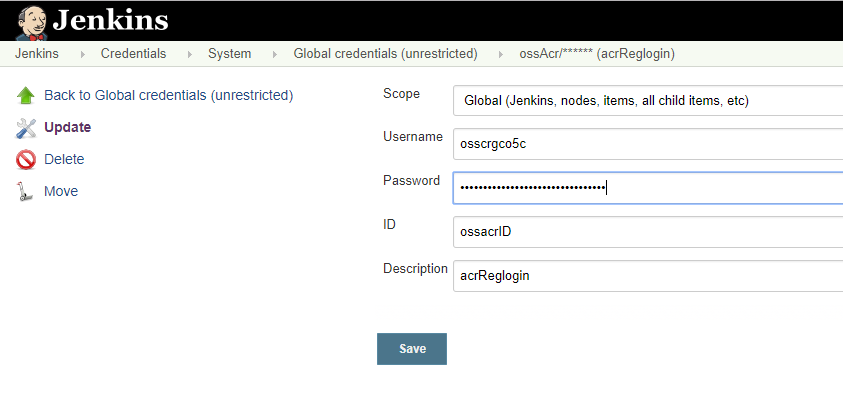 Jenkins
Jenkins Credentials System Global credentials (unrestricted) ossAcr/****** (acrReglogin)
Back to Global credentials (unrestricted)
Update
Delete
Move
Scope Global (Jenkins, nodes, items, all child items, etc)
Username osscrgco5c
Password ••••••••••••••••••••••••••••••••
ID ossacrID
Description acrReglogin
Save